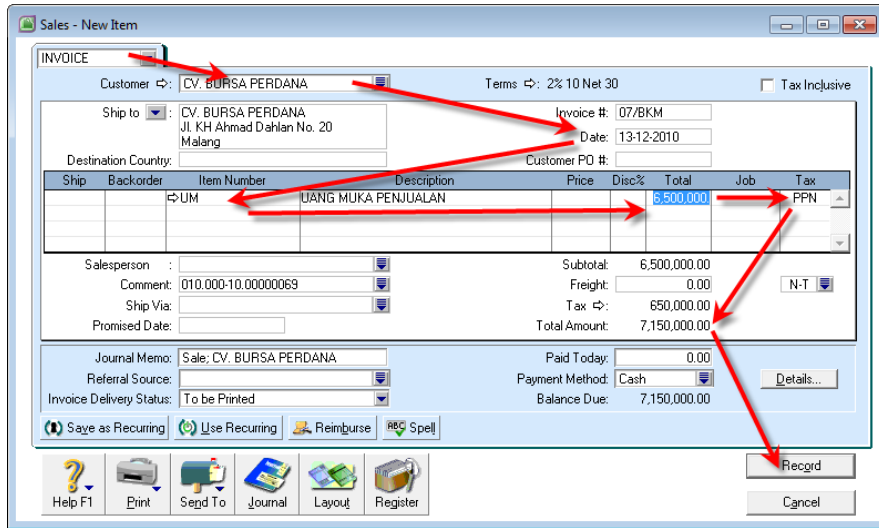 Sales - New Item
INVOICE
Customer ⇨: CV. BURSA PERDANA Terms ⇨: 2% 10 Net 30 Tax Inclusive
Ship to : CV. BURSA PERDANA Invoice #: 07/BKM
Jl. KH Ahmad Dahlan No. 20 Date: 13-12-2010
Malang
Destination Country: Customer PO #:
Ship Backorder Item Number Description Price Disc% Total Job Tax
⇨UM UANG MUKA PENJUALAN 6,500,000. PPN
Salesperson : Subtotal: 6,500,000.00
Comment: 010.000-10.00000069 Freight: 0.00 N-T
Ship Via: Tax ⇨: 650,000.00
Promised Date: Total Amount: 7,150,000.00
Journal Memo: Sale; CV. BURSA PERDANA Paid Today: 0.00
Referral Source: Payment Method: Cash Details...
Invoice Delivery Status: To be Printed Balance Due: 7,150,000.00
Save as Recurring Use Recurring Reimburse ABC Spell
Help F1 Print Send To Journal Layout Register Record
Cancel